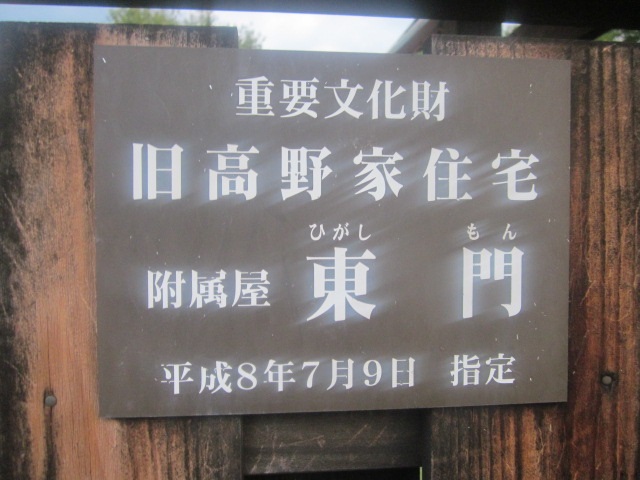 重要文化財
旧高野家住宅
ひがし もん
附属屋 東 門
平成8年7月9日 指定